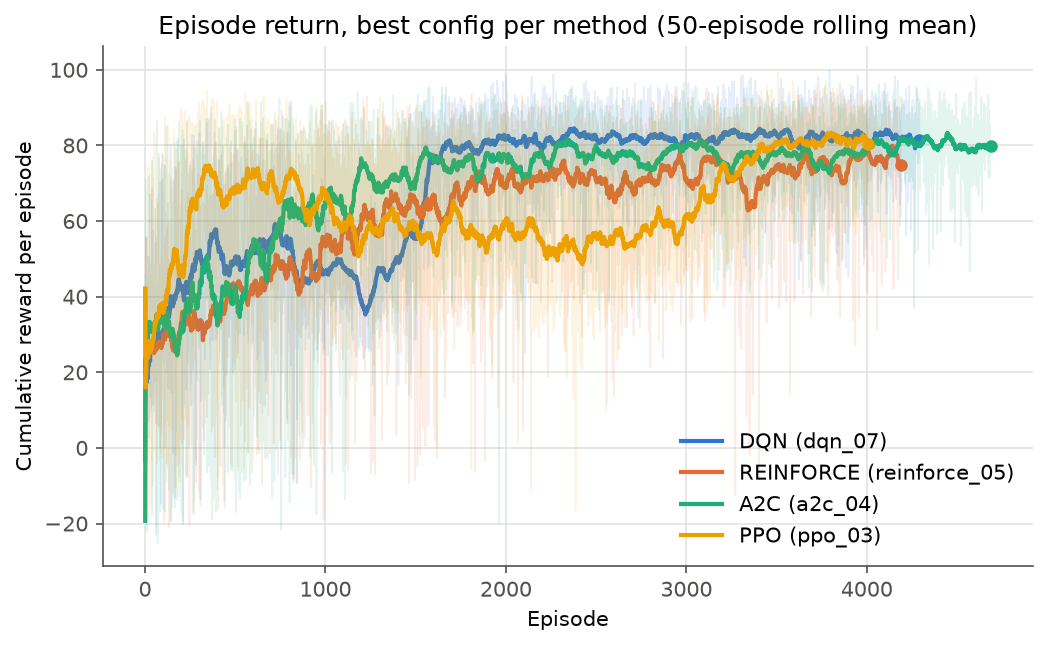 Episode return, best config per method (50-episode rolling mean)
Cumulative reward per episode
100
80
60
40
20
0
−20
0
1000
2000
3000
4000
Episode
DQN (dqn_07)
REINFORCE (reinforce_05)
A2C (a2c_04)
PPO (ppo_03)